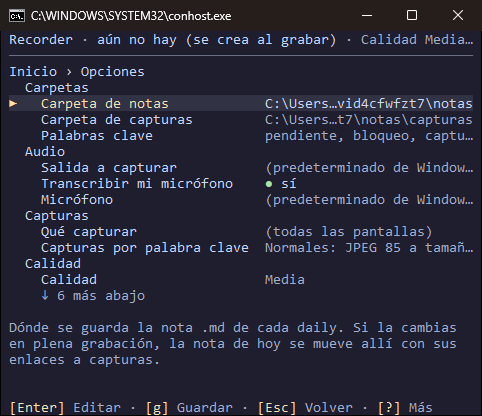 C:\WINDOWS\SYSTEM32\conhost.exe
Recorder · aún no hay (se crea al grabar) · Calidad Media…
Inicio › Opciones
Carpetas
► Carpeta de notas C:\Users…vid4cfwfzt7\notas
Carpeta de capturas C:\Users…t7\notas\capturas
Palabras clave pendiente, bloqueo, captu…
Audio
Salida a capturar (predeterminado de Window…
Transcribir mi micrófono ● sí
Micrófono (predeterminado de Window…
Capturas
Qué capturar (todas las pantallas)
Capturas por palabra clave Normales: JPEG 85 a tamañ…
Calidad
Calidad Media
↓ 6 más abajo
Dónde se guarda la nota .md de cada daily. Si la cambias
en plena grabación, la nota de hoy se mueve allí con sus
enlaces a capturas.
[Enter] Editar · [g] Guardar · [Esc] Volver · [?] Más